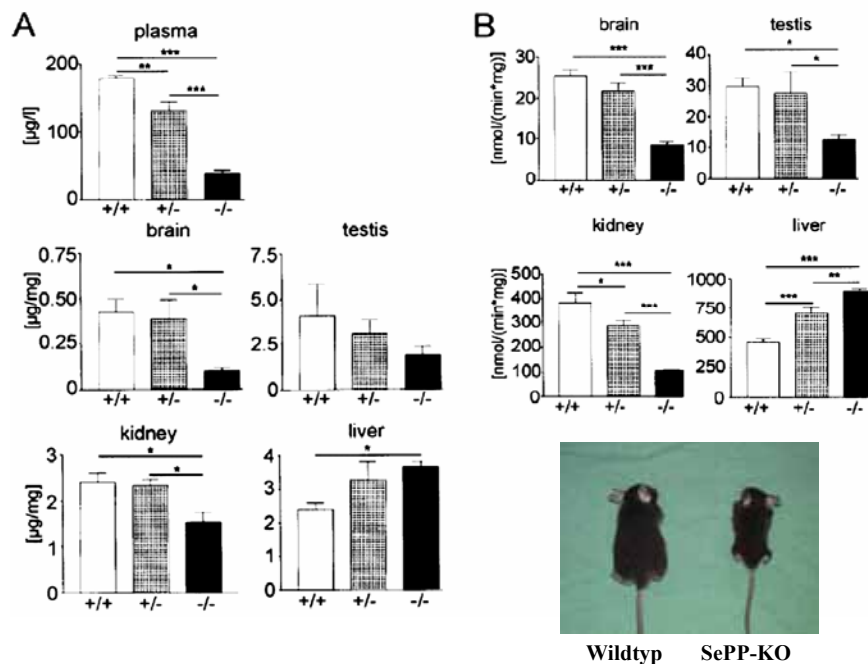 A
plasma
***
**
***
[µg/l]
200
100
0
+/+ +/- -/-
brain
*
*
[µg/mg]
0.75
0.50
0.25
0
+/+ +/- -/-
testis
7.5
5.0
2.5
0
+/+ +/- -/-
kidney
*
*
[µg/mg]
3
2
1
0
+/+ +/- -/-
liver
*
4
3
2
1
0
+/+ +/- -/-
B
brain
***
***
[nmol/(min*mg)]
30
20
10
0
+/+ +/- -/-
testis
*
*
40
30
20
10
0
+/+ +/- -/-
kidney
***
*
***
[nmol/(min*mg)]
500
400
300
200
100
0
+/+ +/- -/-
liver
***
**
***
1000
750
500
250
0
+/+ +/- -/-
Wildtyp SePP-KO